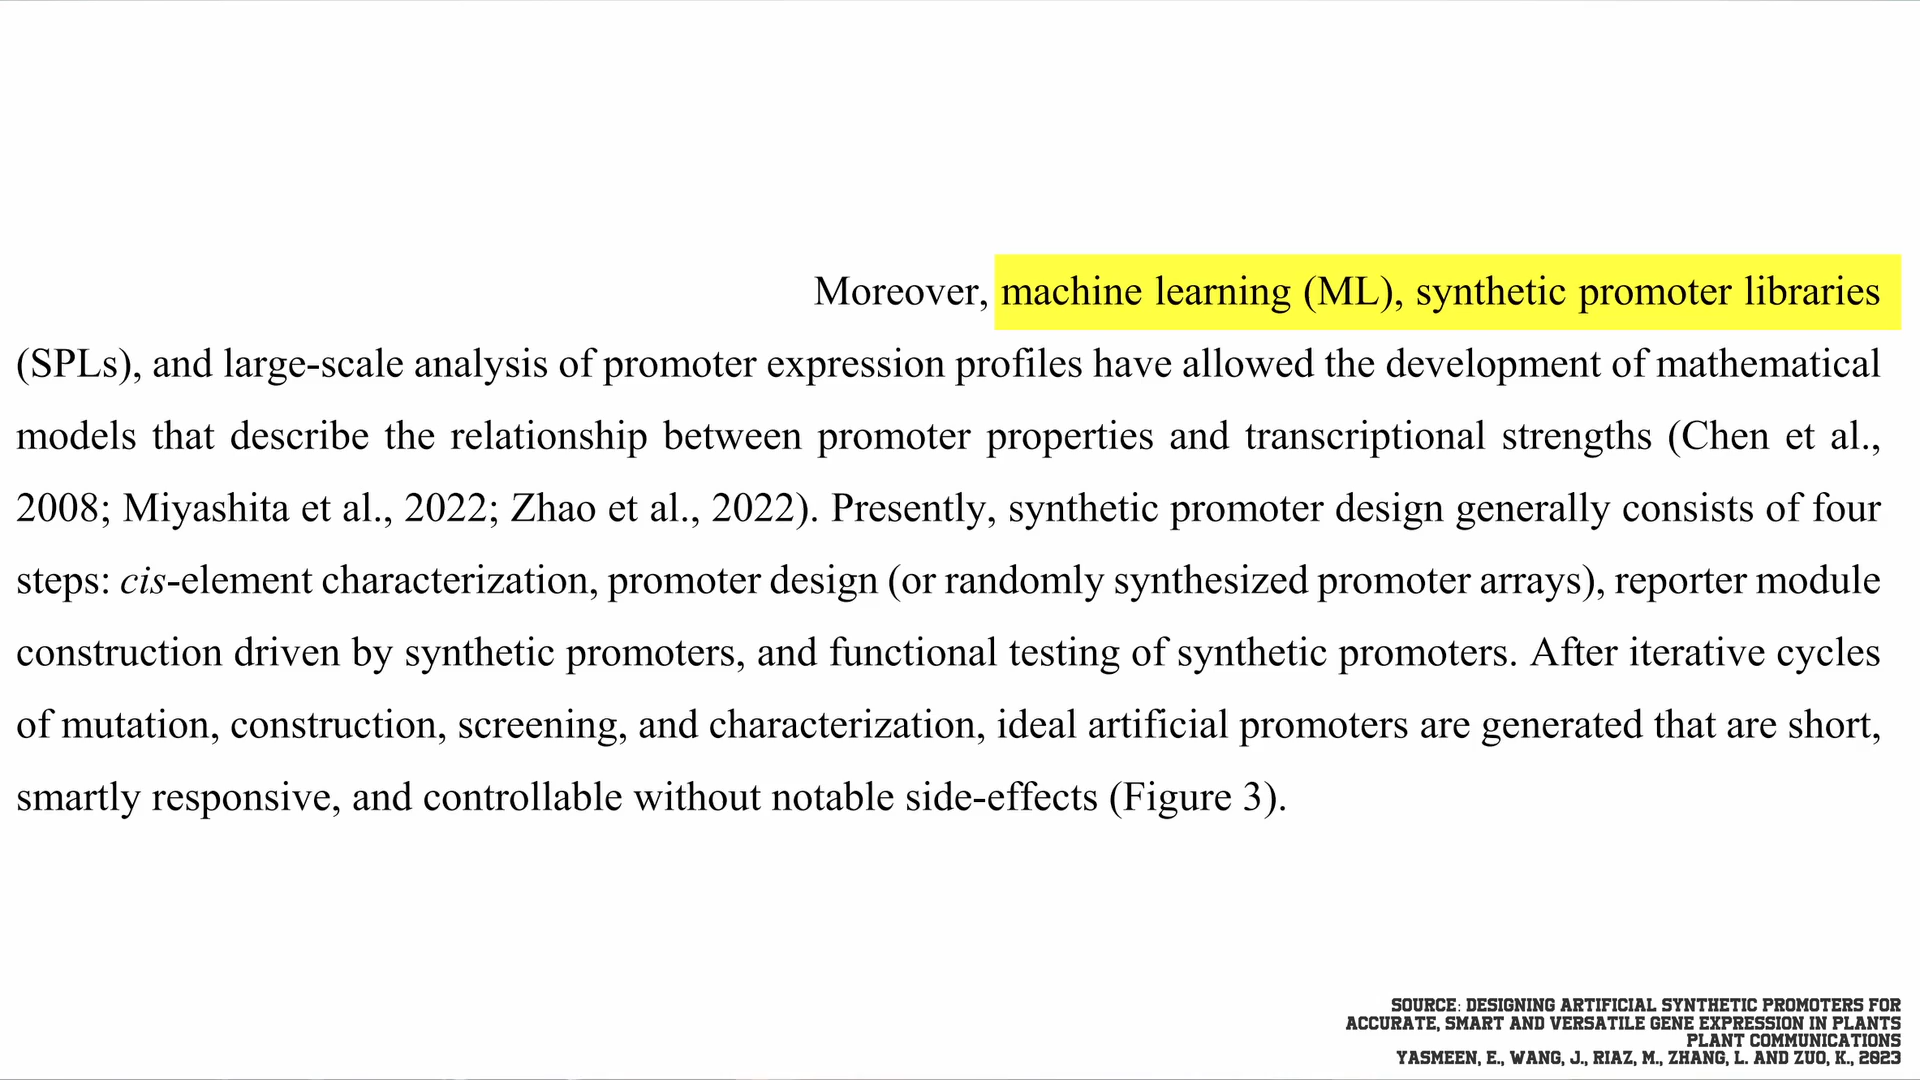 Moreover, machine learning (ML), synthetic promoter libraries
(SPLs), and large-scale analysis of promoter expression profiles have allowed the development of mathematical
models that describe the relationship between promoter properties and transcriptional strengths (Chen et al.,
2008; Miyashita et al., 2022; Zhao et al., 2022). Presently, synthetic promoter design generally consists of four
steps: cis-element characterization, promoter design (or randomly synthesized promoter arrays), reporter module
construction driven by synthetic promoters, and functional testing of synthetic promoters. After iterative cycles
of mutation, construction, screening, and characterization, ideal artificial promoters are generated that are short,
smartly responsive, and controllable without notable side-effects (Figure 3).
SOURCE: DESIGNING ARTIFICIAL SYNTHETIC PROMOTERS FOR
ACCURATE, SMART AND VERSATILE GENE EXPRESSION IN PLANTS
PLANT COMMUNICATIONS
YASMEEN, E., WANG, J., RIAZ, M., ZHANG, L. AND ZUO, K., 2023